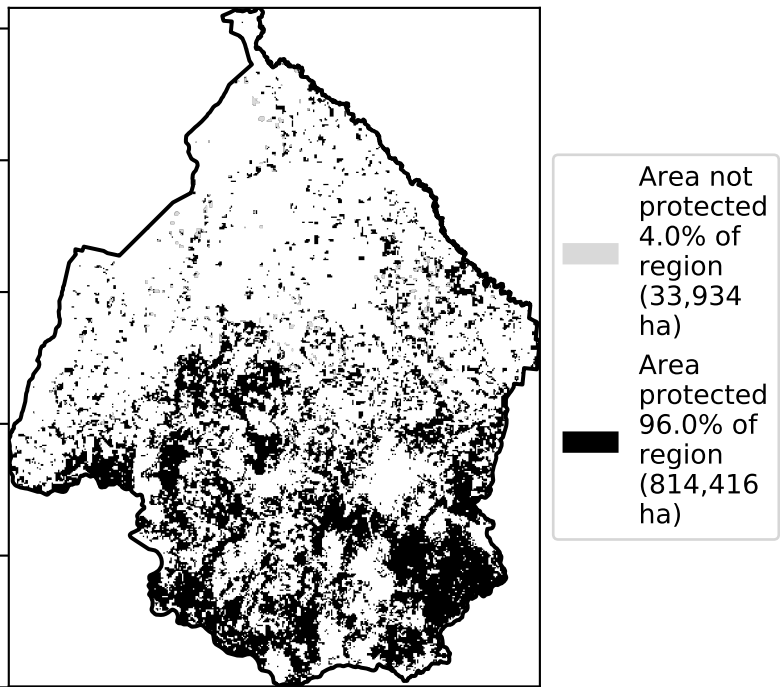 Area not
protected
4.0% of
region
(33,934
ha)
Area
protected
96.0% of
region
(814,416
ha)